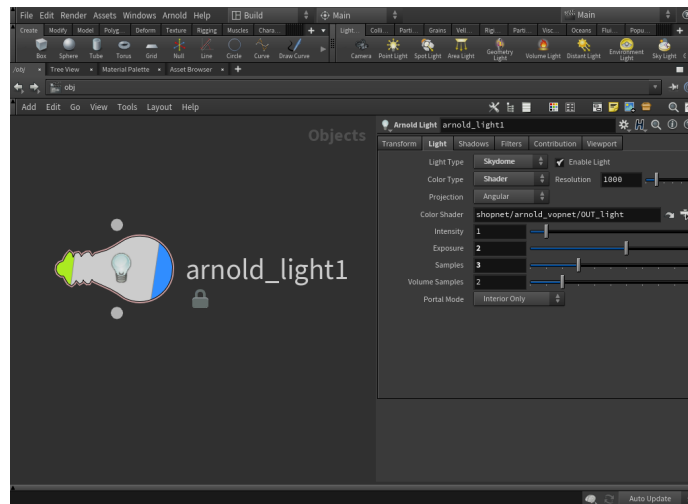 File Edit Render Assets Windows Arnold Help Build Main Main
Create Modify Model Polyg... Deform Texture Rigging Muscles Chara... Light... Coll... Parti... Grains Vell... Rigi... Parti... Visc... Oceans Flui... Popu...
Box Sphere Tube Torus Grid Null Line Circle Curve Draw Curve Camera Point Light Spot Light Area Light Geometry Light Volume Light Distant Light Environment Light Sky Light
/obj Tree View Material Palette Asset Browser
obj
Add Edit Go View Tools Layout Help
Objects
arnold_light1
Arnold Light arnold_light1
Transform Light Shadows Filters Contribution Viewport
Light Type Skydome Enable Light
Color Type Shader Resolution 1000
Projection Angular
Color Shader shopnet/arnold_vopnet/OUT_light
Intensity 1
Exposure 2
Samples 3
Volume Samples 2
Portal Mode Interior Only
Auto Update